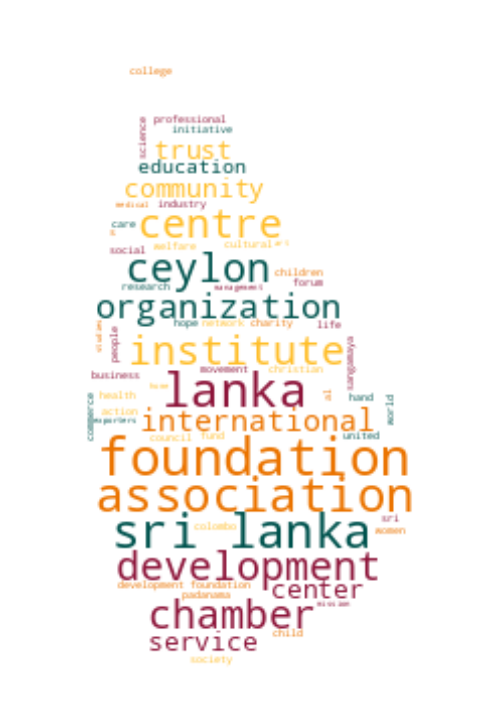 college
science
professional
initiative
trust
education
community
medical industry
care centre
social welfare cultural
ceylon children
research management forum
organization
studies people hope network charity life
institute sangamaya
movement christian
business lanka
health al hand world
commerce action international
exporters
council fund united
foundation
association
sri lanka sri
colombo women
development
development foundation center
padanama mission
chamber
child
service
society